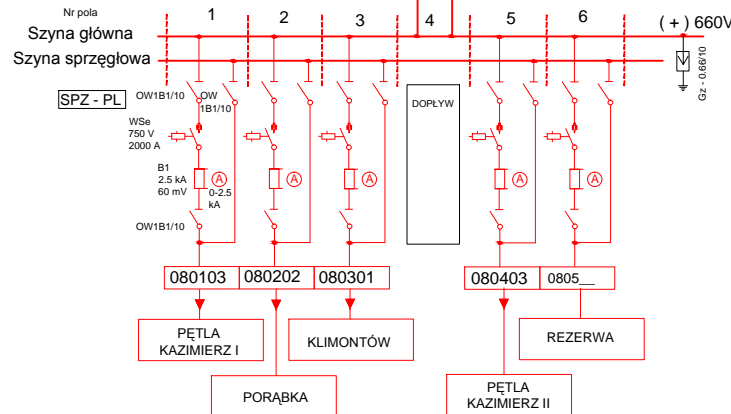 Nr pola
1 2 3 4 5 6
(+) 660V
Szyna główna
Szyna sprzęgłowa
Gz - 0.66/10
SPZ - PL
OW1B1/10
OW
1B1/10
DOPŁYW
WSe
750 V
2000 A
B1
2.5 kA
60 mV
A A A A A
0-2.5
kA
OW1B1/10
080103 080202 080301 080403 0805__
PĘTLA
KAZIMIERZ I
KLIMONTÓW
REZERWA
PORĄBKA
PĘTLA
KAZIMIERZ II